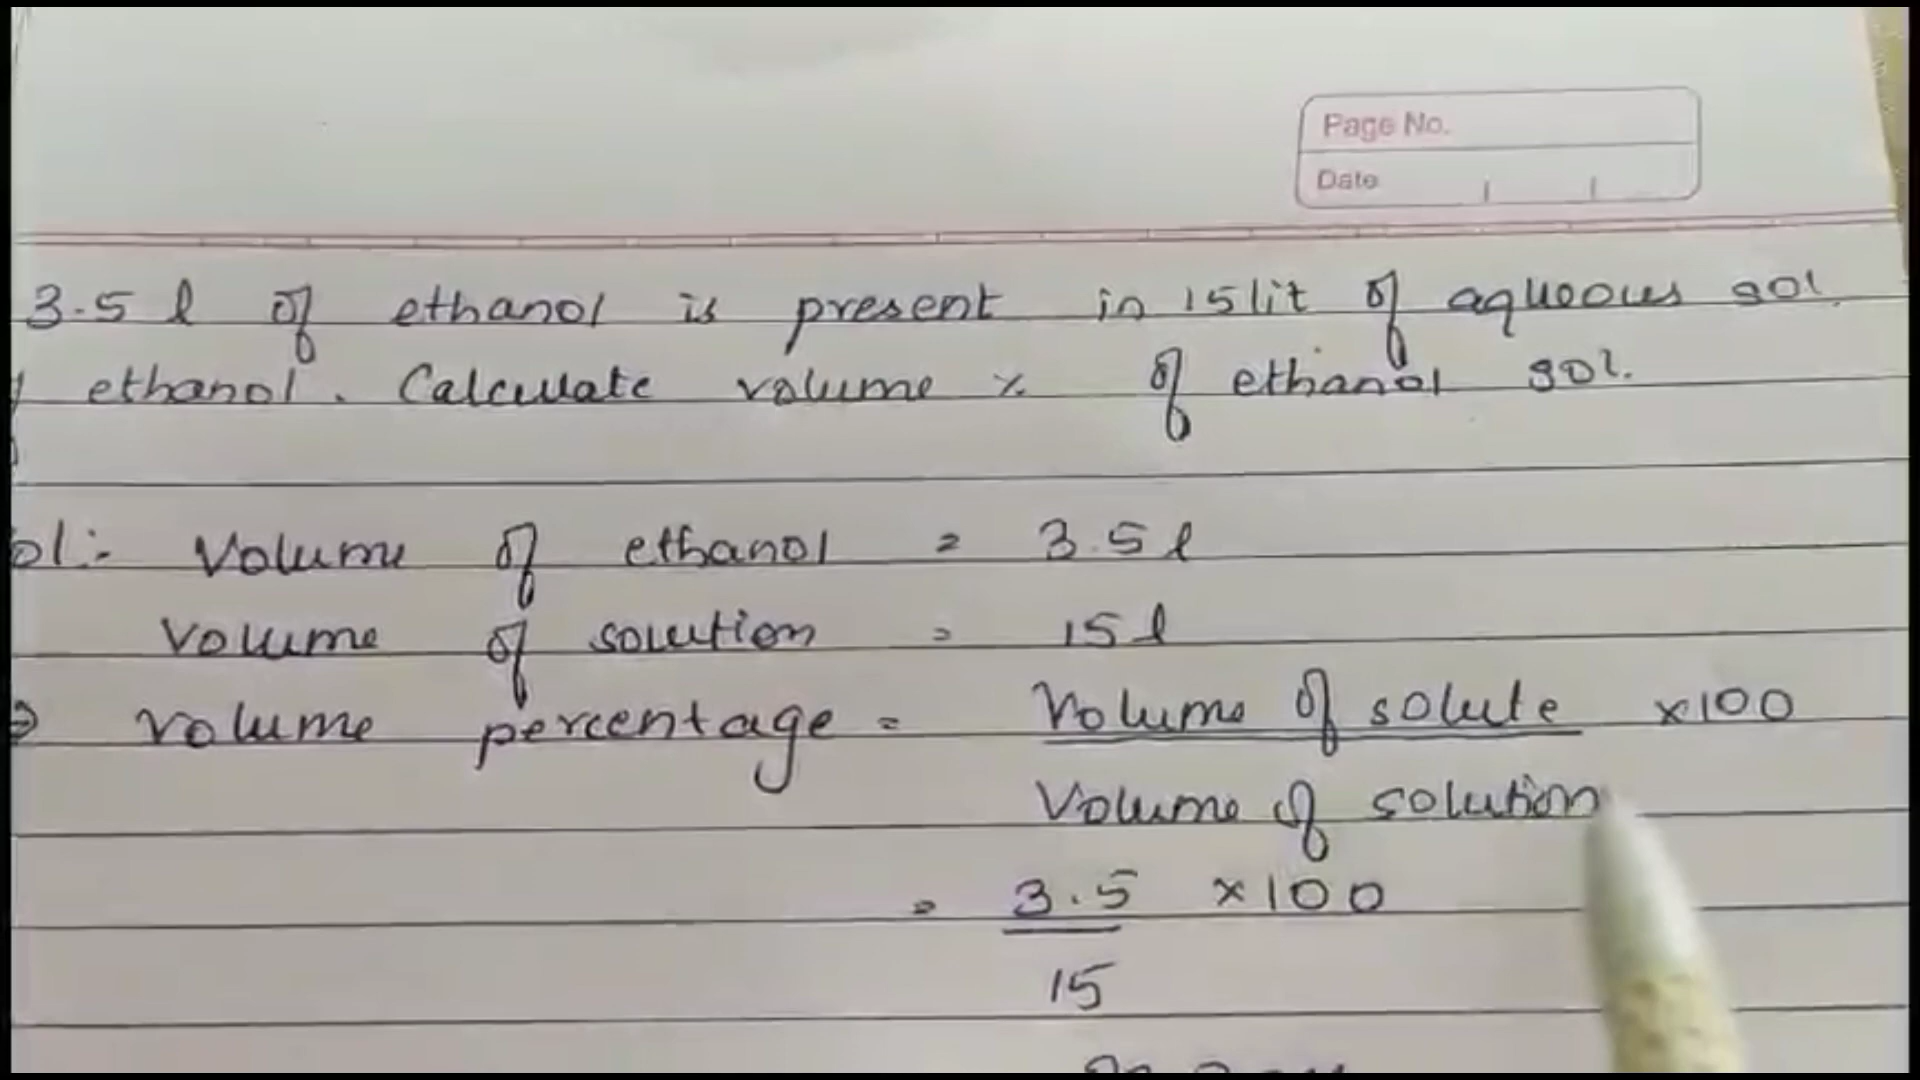 Page No.
Date
3.5 l of ethanol is present in 15 lit of aqueous sol.
ethanol. Calculate volume % of ethanol sol.
ol:- Volume of ethanol = 3.5 l
Volume of solution = 15 l
⇒ Volume percentage = Volume of solute ×100
Volume of solution
= 3.5 ×100
15